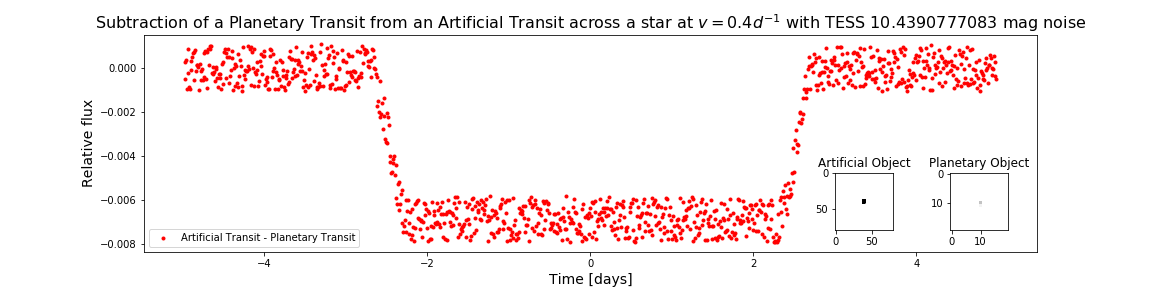 Subtraction of a Planetary Transit from an Artificial Transit across a star at v = 0.4d⁻¹ with TESS 10.4390777083 mag noise
Relative flux
0.000
−0.002
−0.004
−0.006
−0.008
Artificial Transit - Planetary Transit
Artificial Object
0
50
0 50
Planetary Object
0
10
0 10
−4 −2 0 2 4
Time [days]